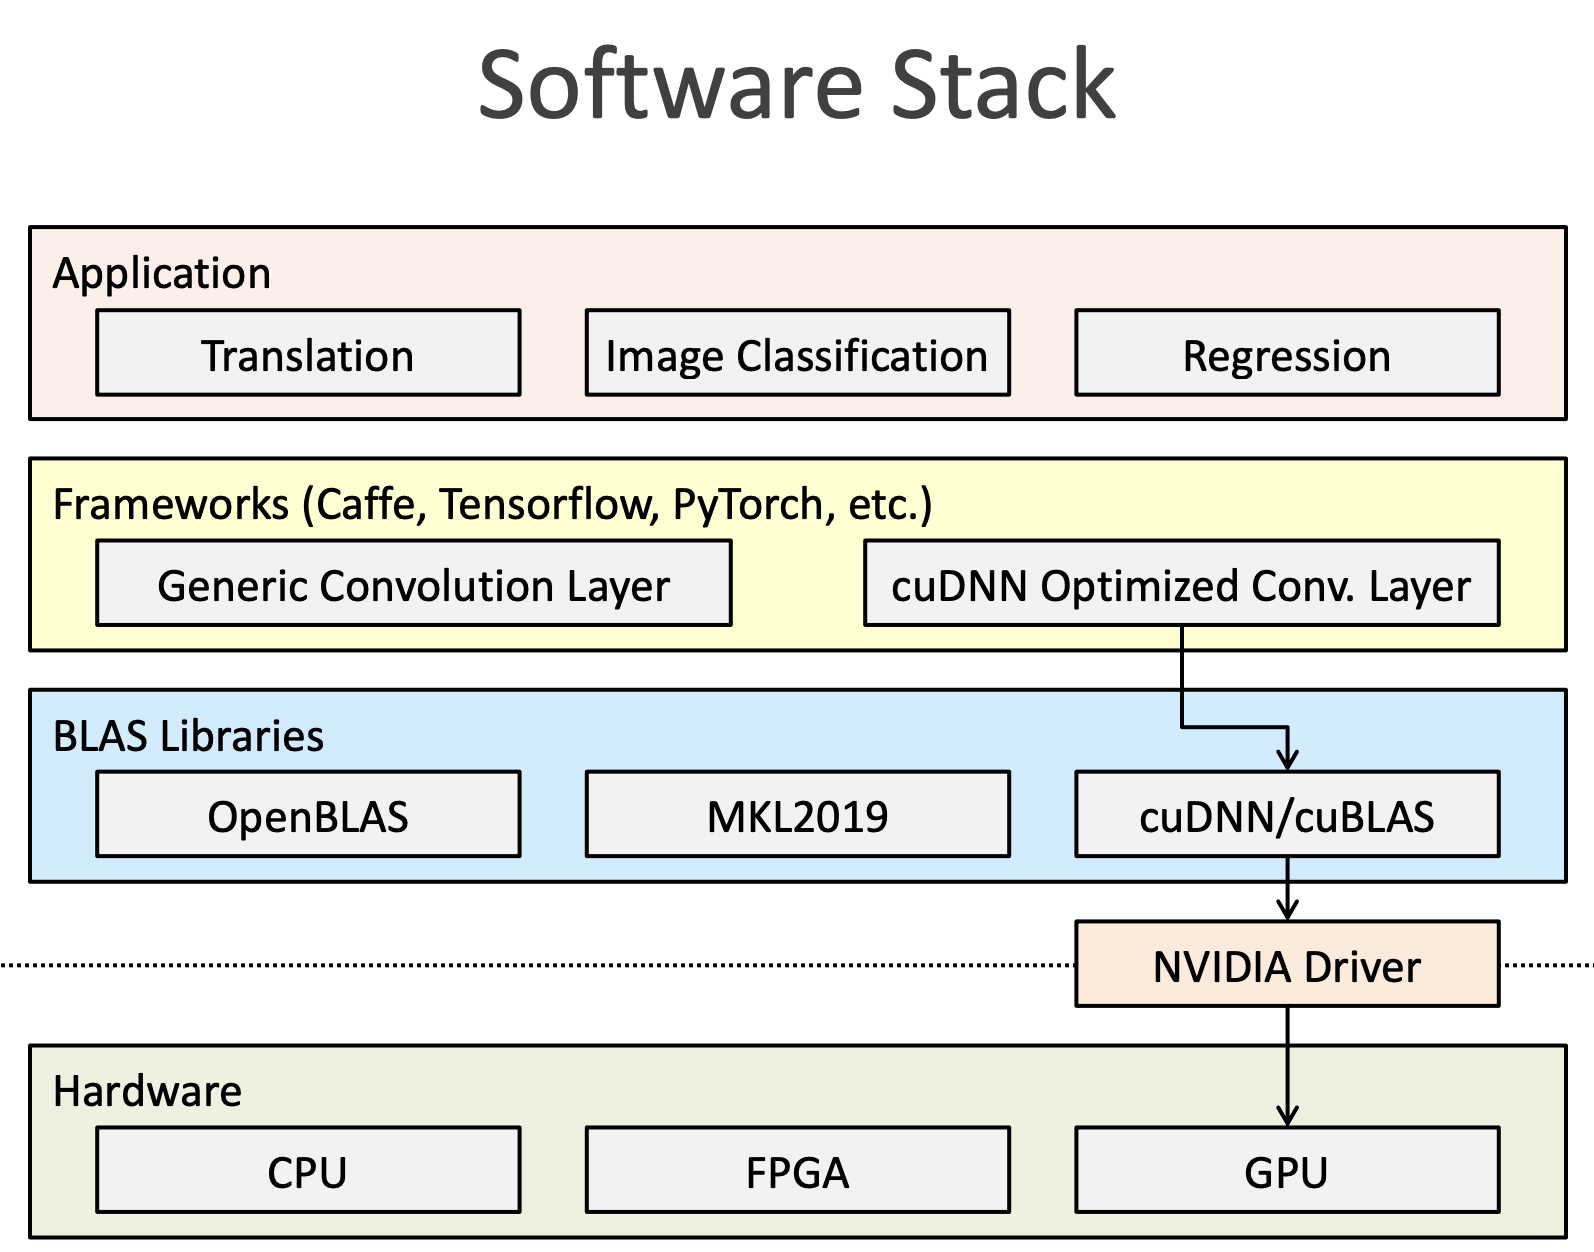 Software Stack
Application
Translation
Image Classification
Regression
Frameworks (Caffe, Tensorflow, PyTorch, etc.)
Generic Convolution Layer
cuDNN Optimized Conv. Layer
BLAS Libraries
OpenBLAS
MKL2019
cuDNN/cuBLAS
NVIDIA Driver
Hardware
CPU
FPGA
GPU